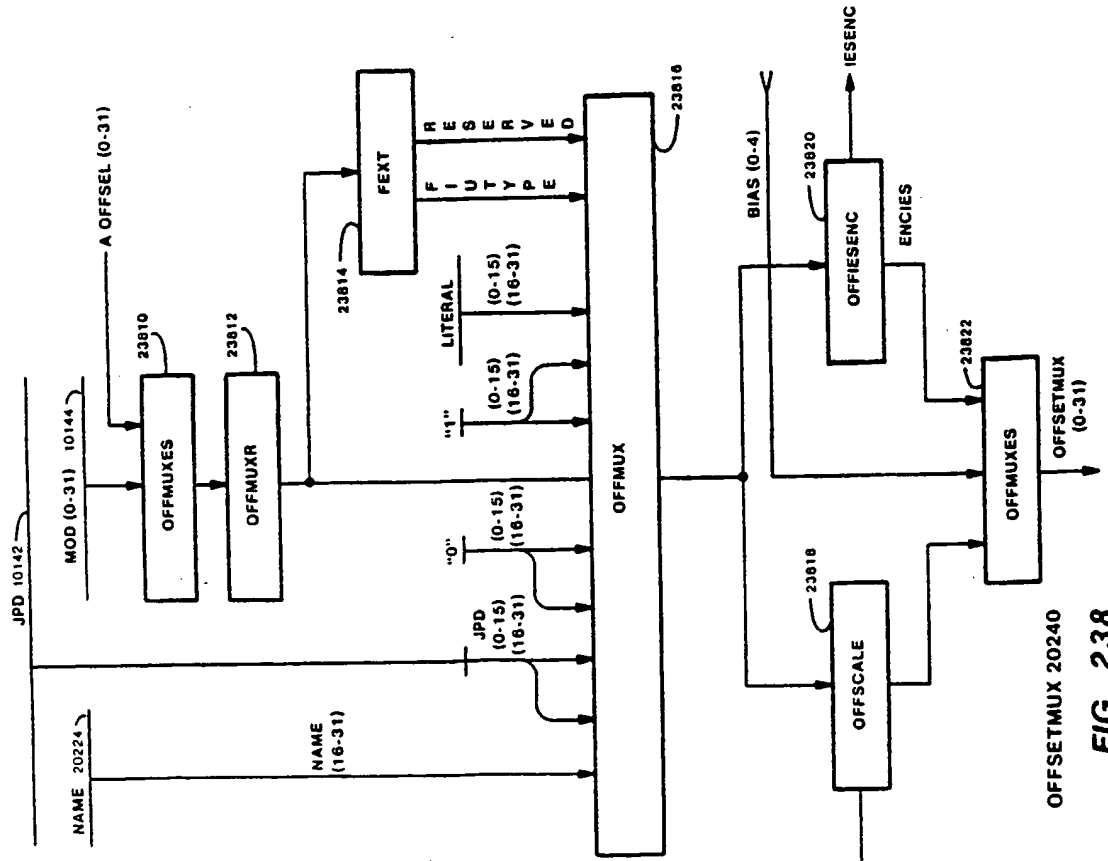 JPD 10142
NAME 20224
MOD (0-31) 10144
A OFFSEL (0-31)
OFFMUXES
23810
OFFMUXR
23812
FEXT
23814
FIUTYPE
RESERVED
NAME
(16-31)
JPD
(0-15)
(16-31)
"0"
(0-15)
(16-31)
"1"
(0-15)
(16-31)
LITERAL
(0-15)
(16-31)
OFFMUX
23816
BIAS (0-4)
OFFSCALE
23818
OFFIESENC
23820
IESENC
ENCIES
OFFMUXES
23822
OFFSETMUX
(0-31)
OFFSETMUX 20240
FIG. 238